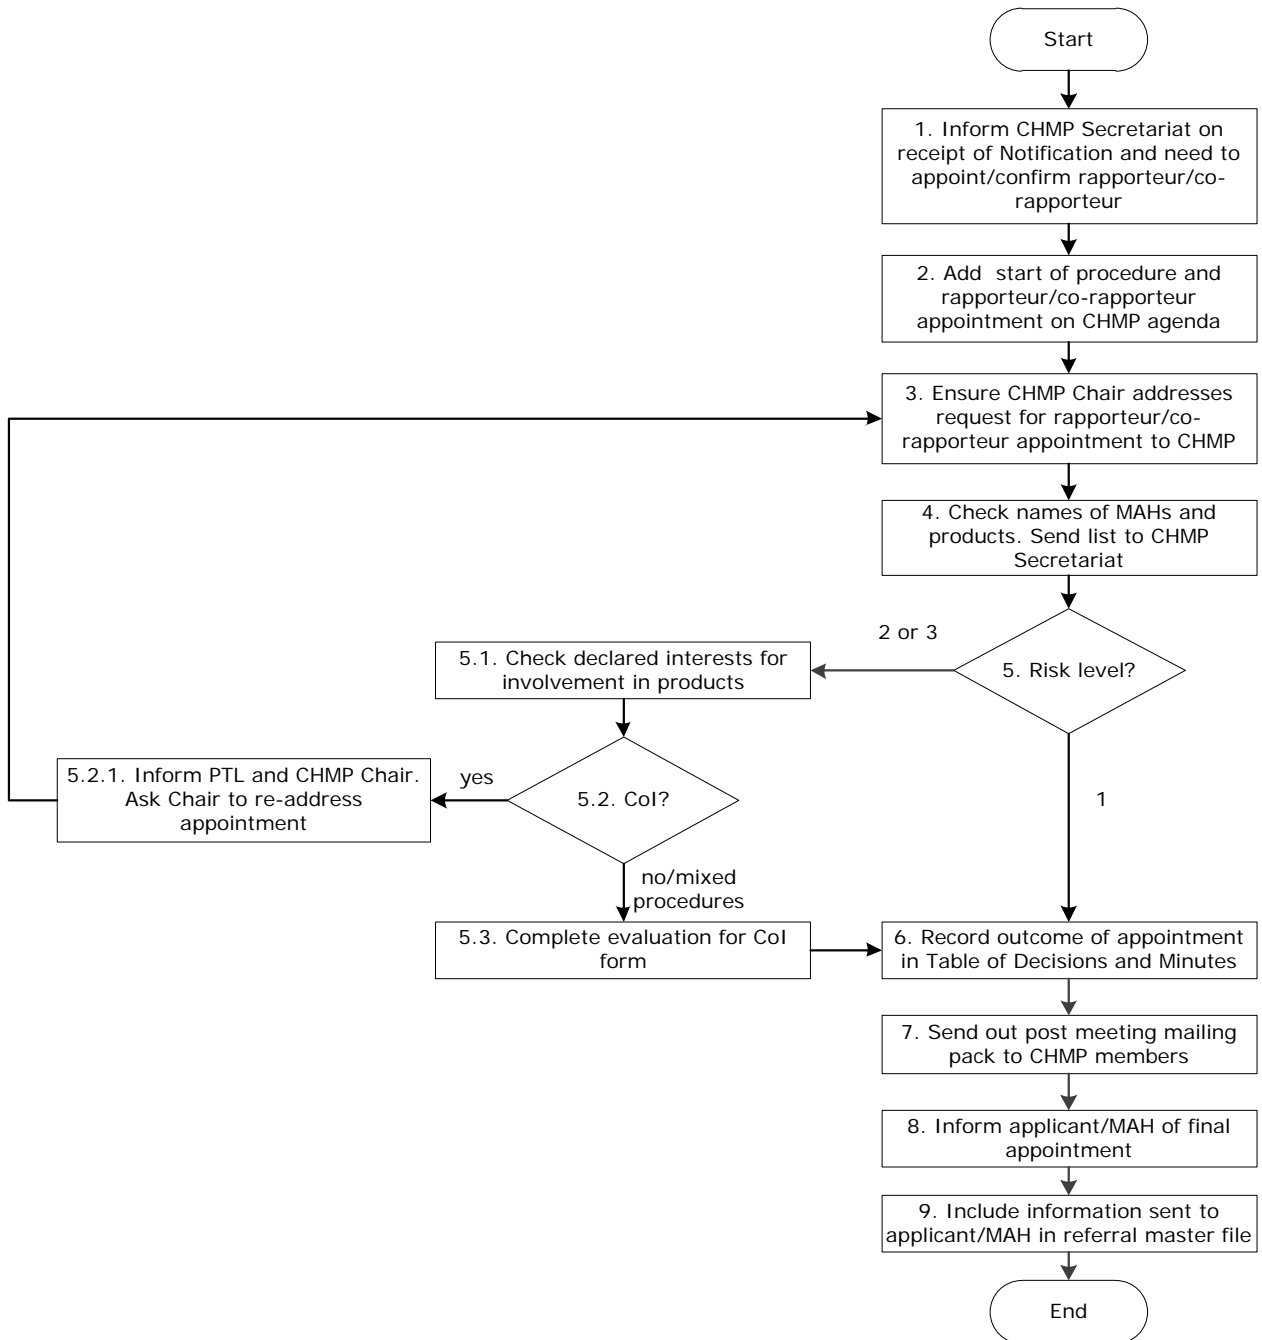 Start
1. Inform CHMP Secretariat on
receipt of Notification and need to
appoint/confirm rapporteur/co-
rapporteur
2. Add  start of procedure and
rapporteur/co-rapporteur
appointment on CHMP agenda
3. Ensure CHMP Chair addresses
request for rapporteur/co-
rapporteur appointment to CHMP
4. Check names of MAHs and
products. Send list to CHMP
Secretariat
2 or 3
5. Risk level?
5.1. Check declared interests for
involvement in products
5.2.1. Inform PTL and CHMP Chair.
Ask Chair to re-address
appointment
yes
5.2. CoI?
1
no/mixed
procedures
5.3. Complete evaluation for CoI
form
6. Record outcome of appointment
in Table of Decisions and Minutes
7. Send out post meeting mailing
pack to CHMP members
8. Inform applicant/MAH of final
appointment
9. Include information sent to
applicant/MAH in referral master file
End